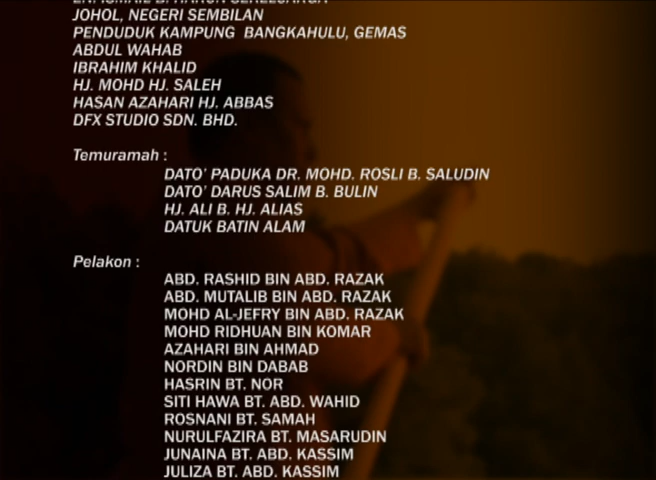 EN. ISMAIL B. HARUN SEKELUARGA
JOHOL, NEGERI SEMBILAN
PENDUDUK KAMPUNG BANGKAHULU, GEMAS
ABDUL WAHAB
IBRAHIM KHALID
HJ. MOHD HJ. SALEH
HASAN AZAHARI HJ. ABBAS
DFX STUDIO SDN. BHD.
Temuramah :
DATO' PADUKA DR. MOHD. ROSLI B. SALUDIN
DATO' DARUS SALIM B. BULIN
HJ. ALI B. HJ. ALIAS
DATUK BATIN ALAM
Pelakon :
ABD. RASHID BIN ABD. RAZAK
ABD. MUTALIB BIN ABD. RAZAK
MOHD AL-JEFRY BIN ABD. RAZAK
MOHD RIDHUAN BIN KOMAR
AZAHARI BIN AHMAD
NORDIN BIN DABAB
HASRIN BT. NOR
SITI HAWA BT. ABD. WAHID
ROSNANI BT. SAMAH
NURULFAZIRA BT. MASARUDIN
JUNAINA BT. ABD. KASSIM
JULIZA BT. ABD. KASSIM